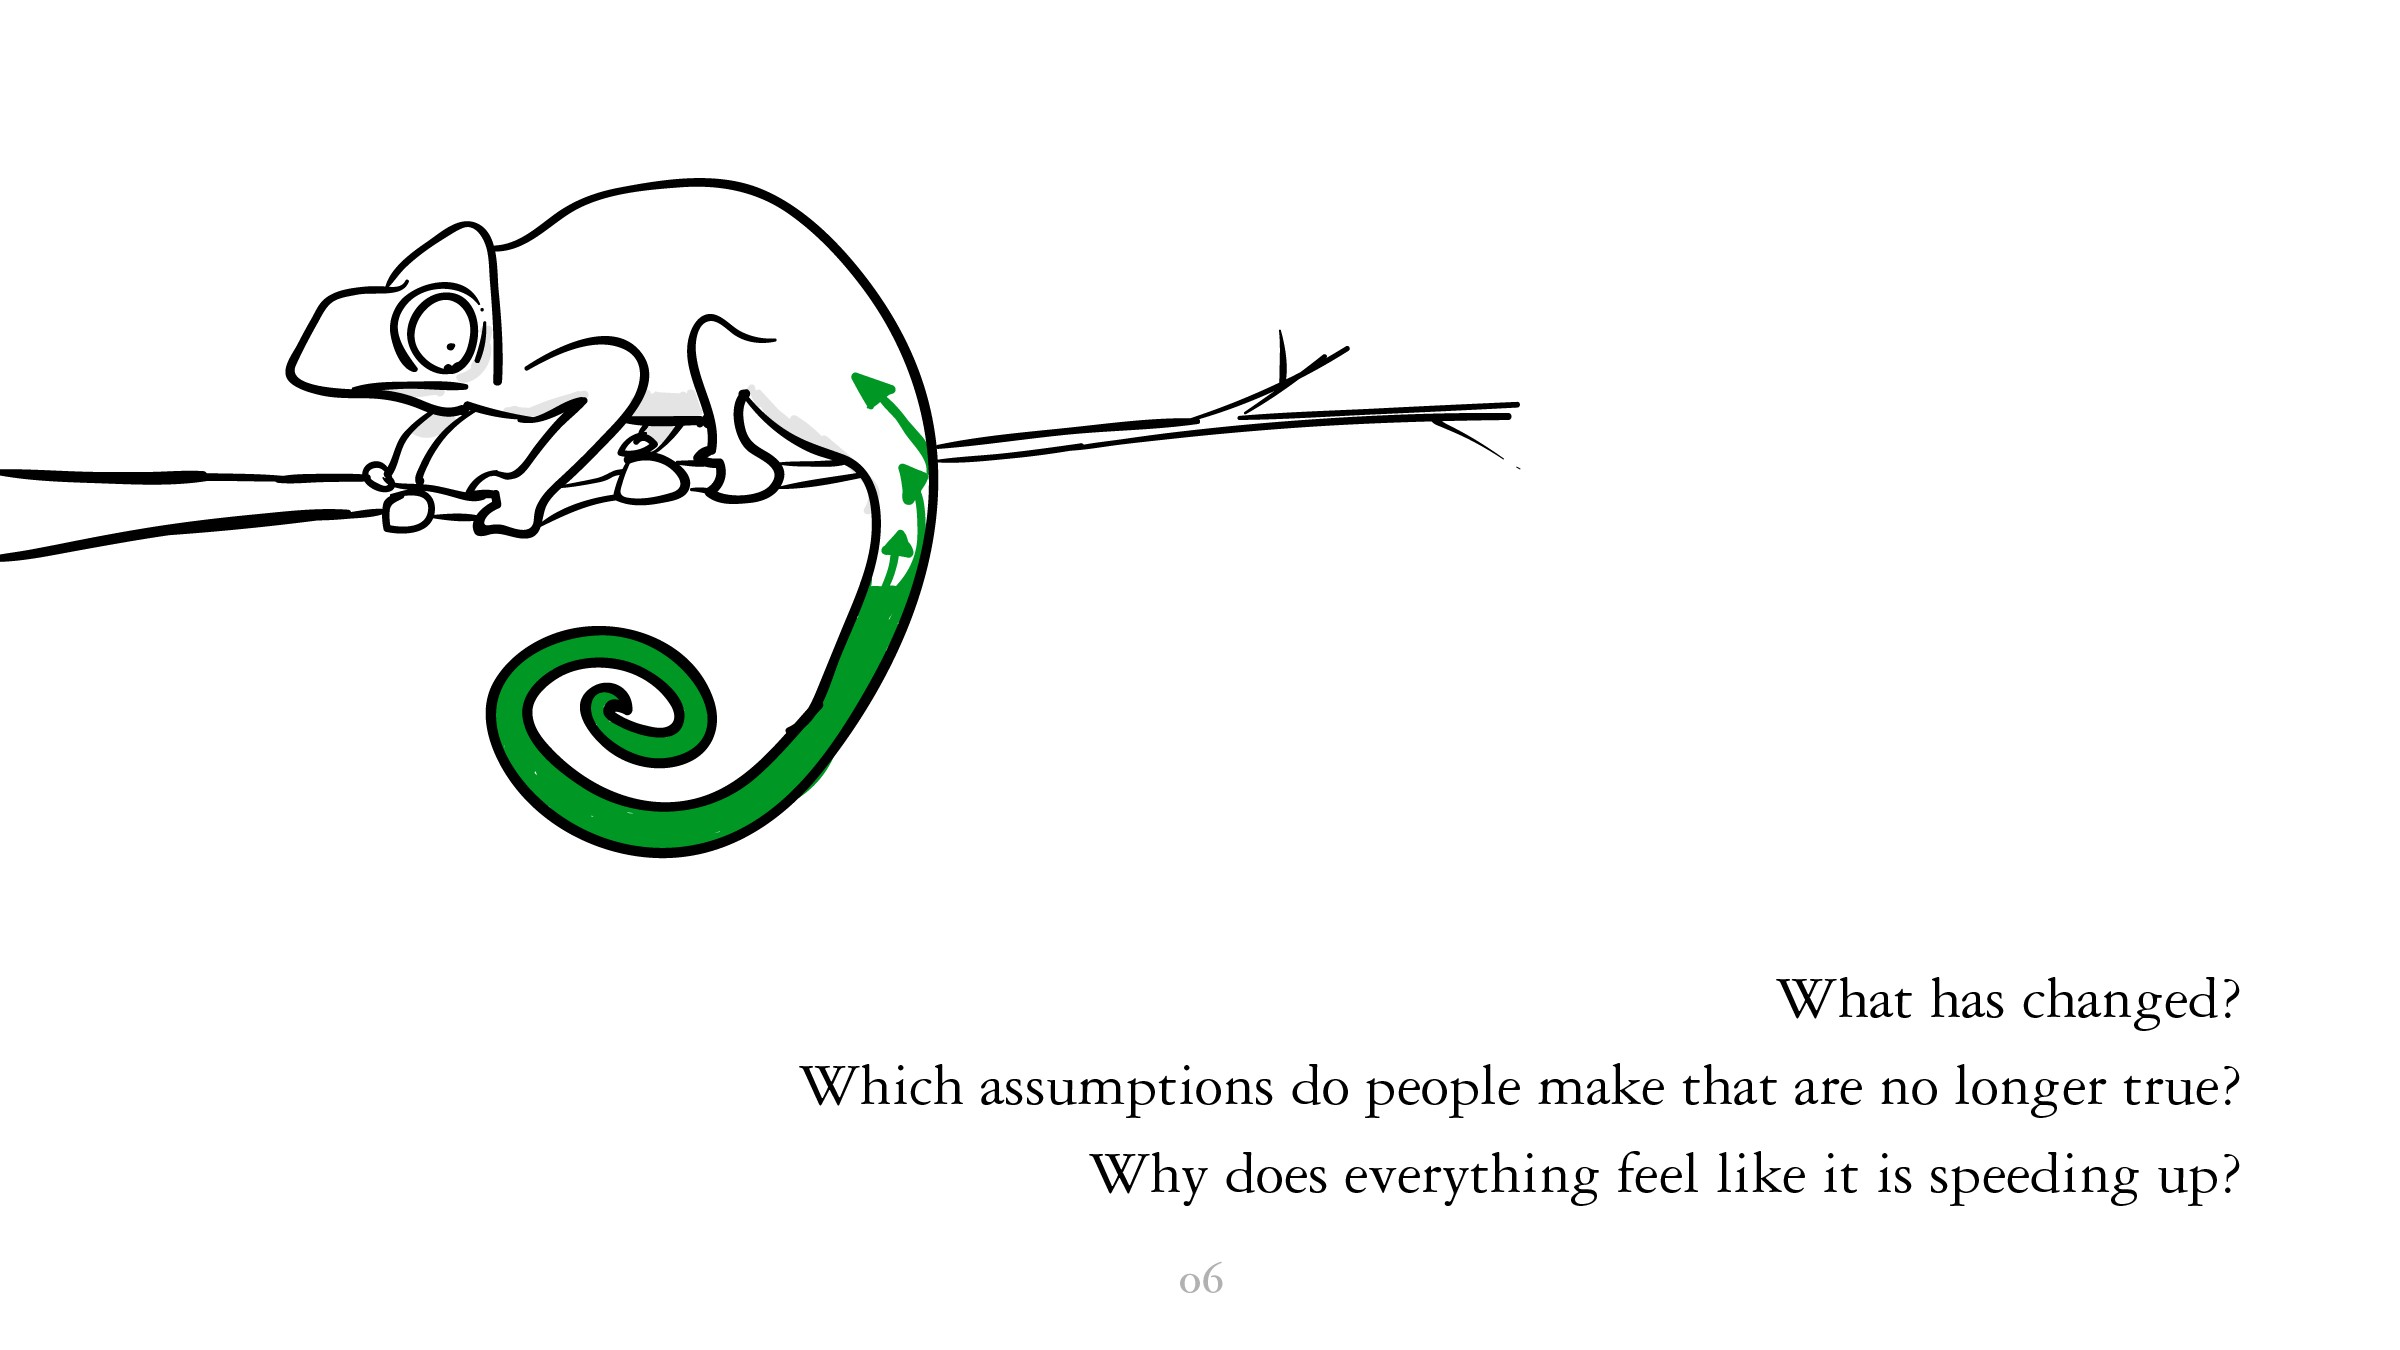 What has changed?
Which assumptions do people make that are no longer true?
Why does everything feel like it is speeding up?
06